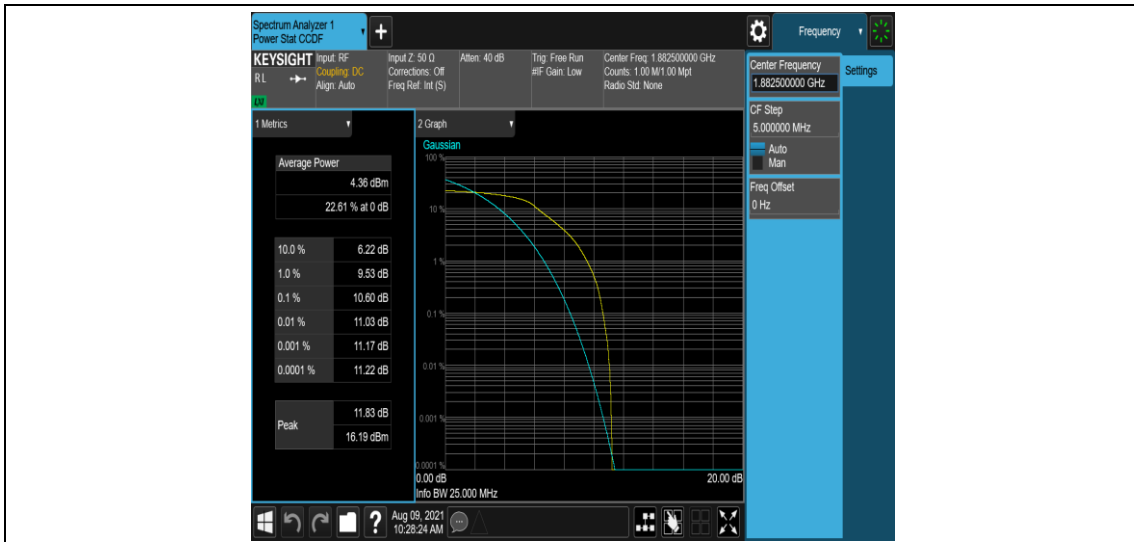 Spectrum Analyzer 1
Power Stat CCDF
Frequency
KEYSIGHT
RL
LM
Input: RF
Coupling: DC
Align: Auto
Input Z: 50 Ω
Corrections: Off
Freq Ref: Int (S)
Atten: 40 dB
Trig: Free Run
#IF Gain: Low
Center Freq: 1.882500000 GHz
Counts: 1.00 M/1.00 Mpt
Radio Std: None
Center Frequency
1.882500000 GHz
Settings
CF Step
5.000000 MHz
Auto
Man
Freq Offset
0 Hz
1 Metrics
Average Power
4.36 dBm
22.61 % at 0 dB
10.0 % 6.22 dB
1.0 % 9.53 dB
0.1 % 10.60 dB
0.01 % 11.03 dB
0.001 % 11.17 dB
0.0001 % 11.22 dB
Peak
11.83 dB
16.19 dBm
2 Graph
Gaussian
100 %
10 %
1 %
0.1 %
0.01 %
0.001 %
0.0001 %
0.00 dB
20.00 dB
Info BW 25.000 MHz
Aug 09, 2021
10:28:24 AM